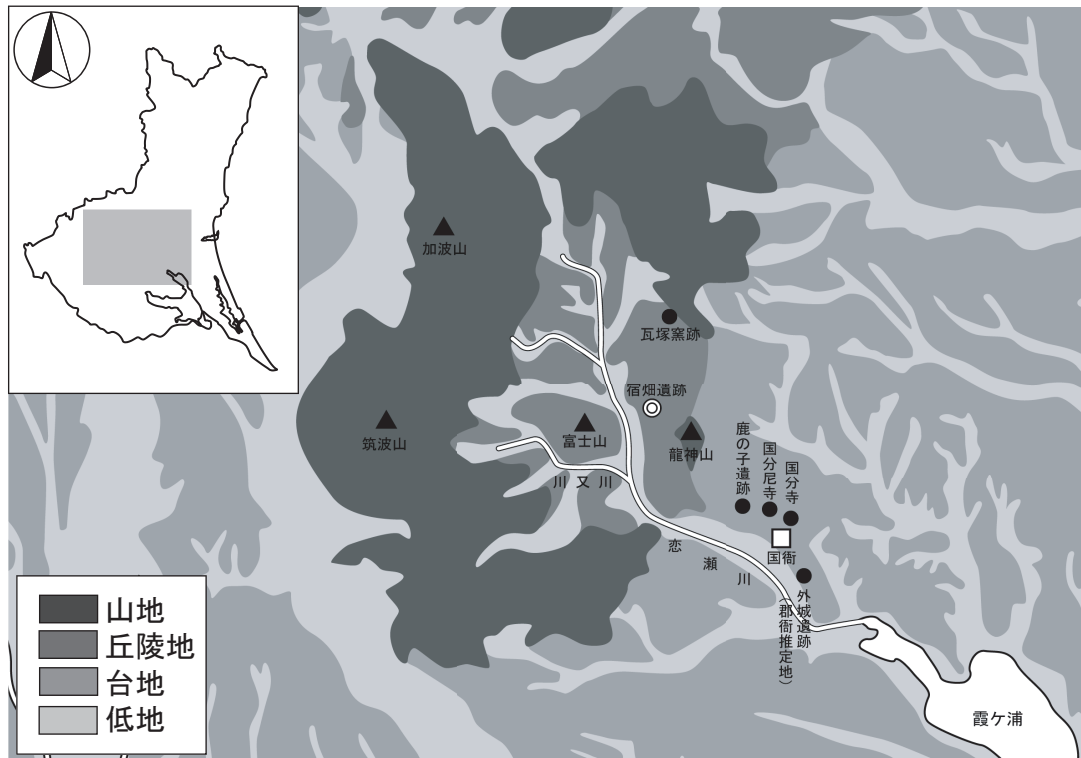 加波山
瓦塚窯跡
宿畑遺跡
筑波山
富士山
龍神山
鹿の子遺跡
国分尼寺
国分寺
川又川
恋瀬川
国衙
外城遺跡
（郡衙推定地）
霞ケ浦
山地
丘陵地
台地
低地